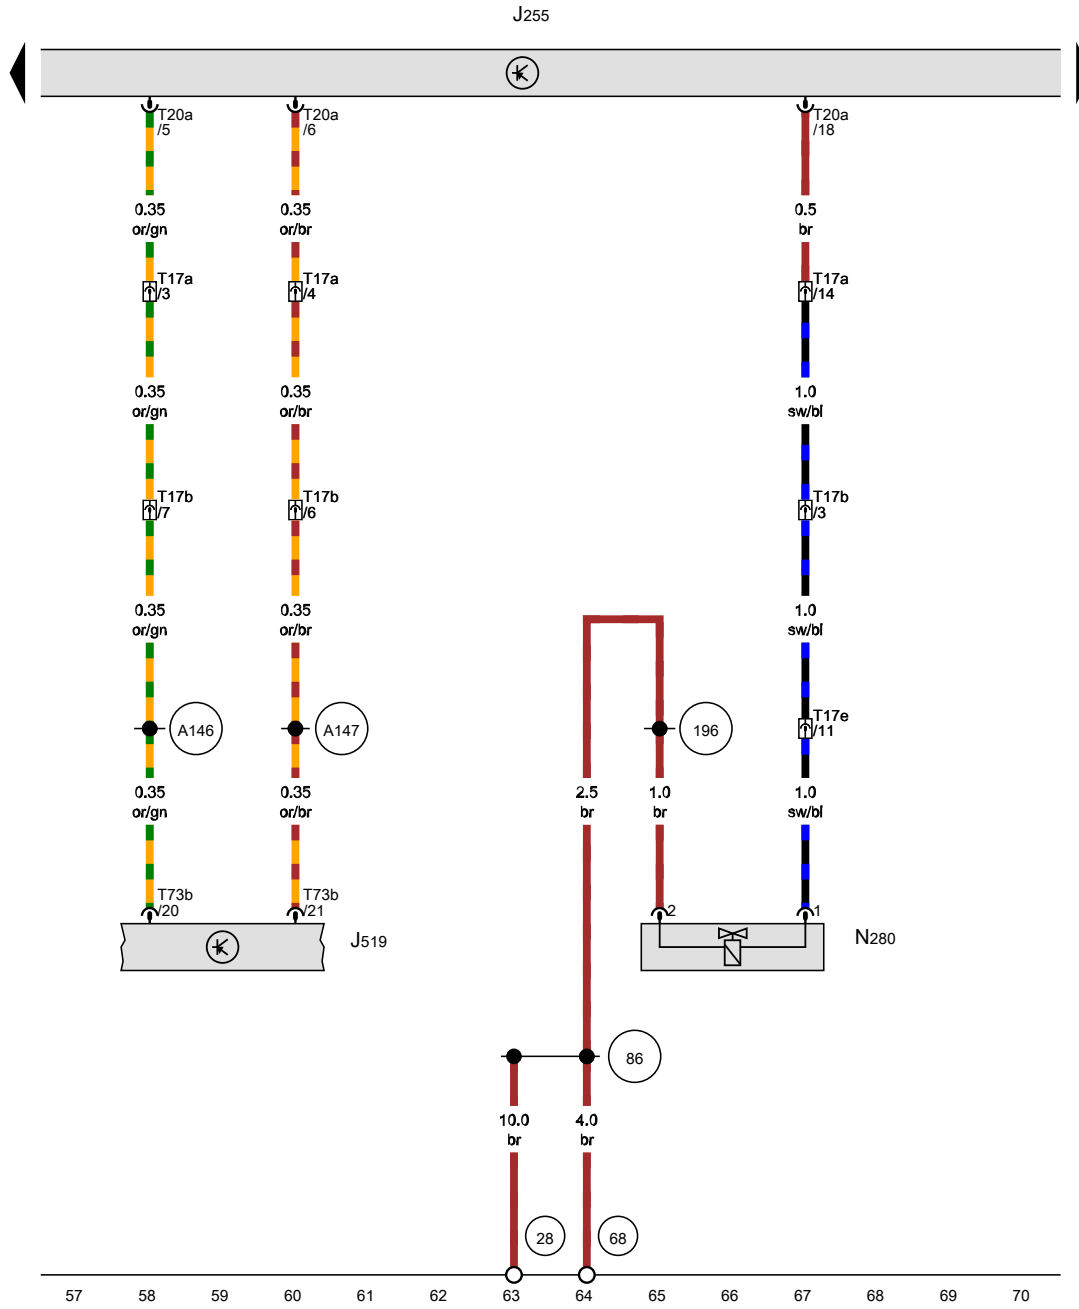 J255
T20a
/5
T20a
/6
T20a
/18
0.35
or/gn
0.35
or/br
0.5
br
T17a
/3
T17a
/4
T17a
/14
0.35
or/gn
0.35
or/br
1.0
sw/bl
T17b
/7
T17b
/6
T17b
/3
0.35
or/gn
0.35
or/br
1.0
sw/bl
A146
A147
196
T17e
/11
0.35
or/gn
0.35
or/br
2.5
br
1.0
br
1.0
sw/bl
T73b
/20
T73b
/21
2
1
J519
N280
86
10.0
br
4.0
br
28
68
57 58 59 60 61 62 63 64 65 66 67 68 69 70